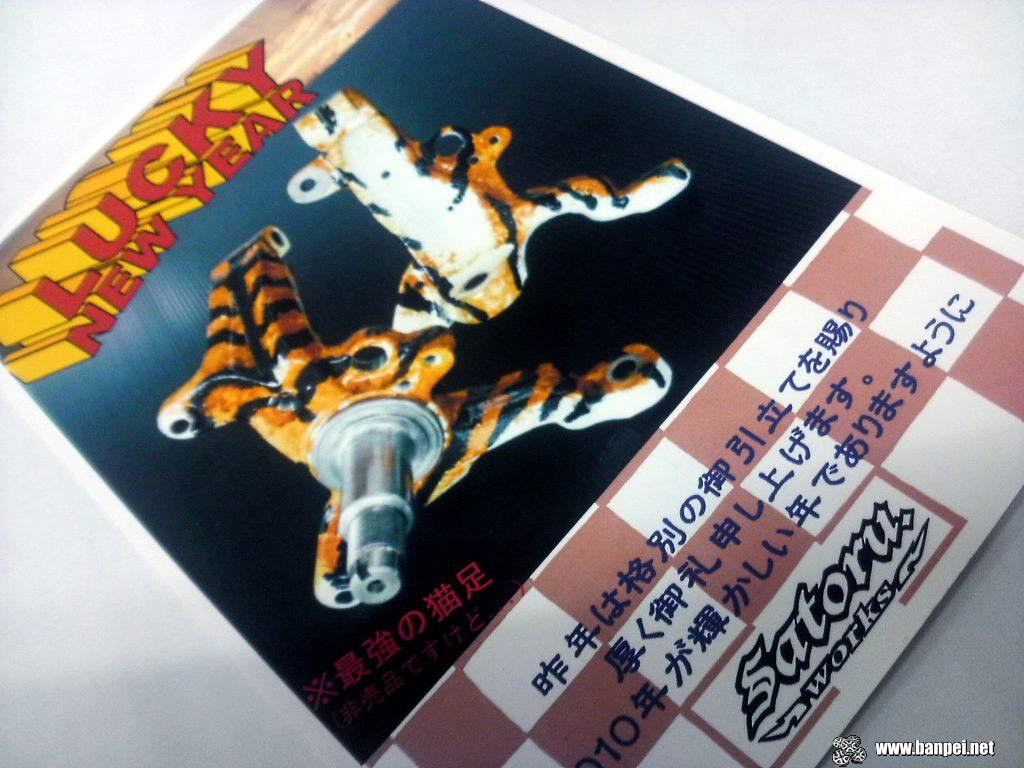 LUCKY
NEW YEAR
※最強の猫足
(非売品ですけど...)
昨年は格別の御引立てを賜り
厚く御礼申し上げます。
2010年が輝かしい年でありますように
Satoru.
works
www.banpei.net